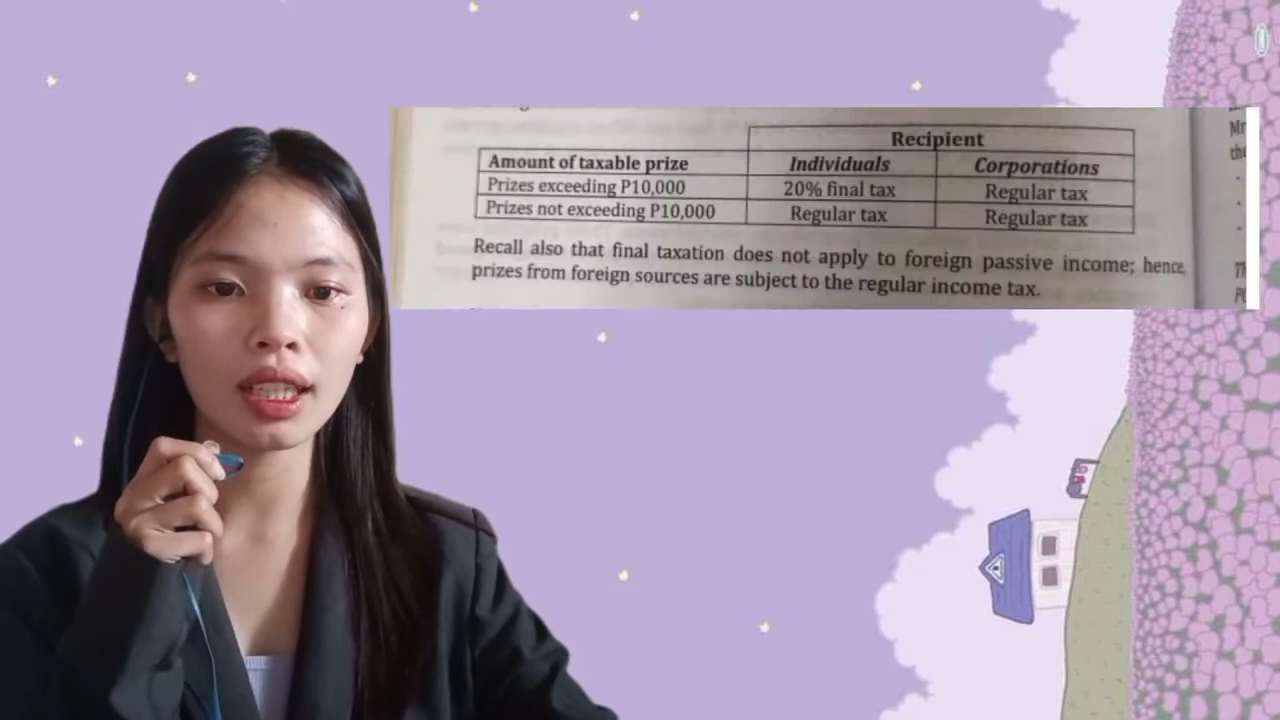 Recipient
Amount of taxable prize Individuals Corporations
Prizes exceeding P10,000 20% final tax Regular tax
Prizes not exceeding P10,000 Regular tax Regular tax
Recall also that final taxation does not apply to foreign passive income; hence,
prizes from foreign sources are subject to the regular income tax.
Mr
the